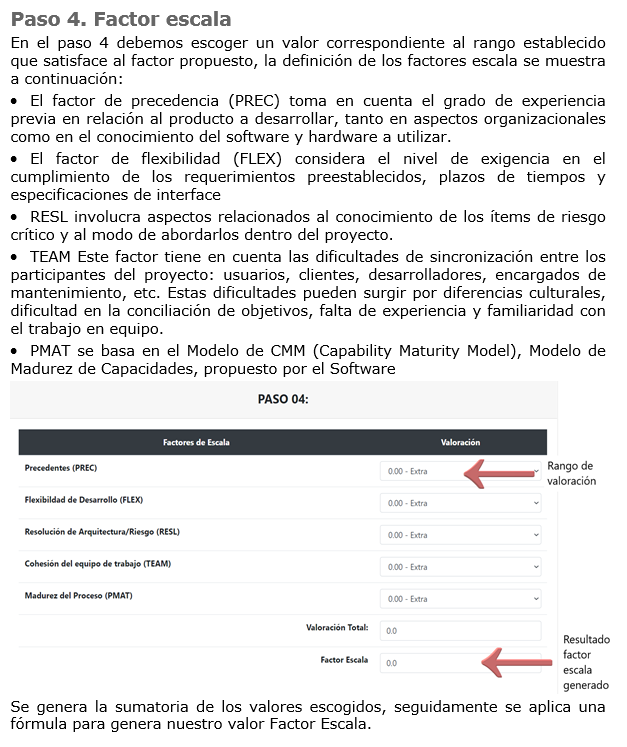 Paso 4. Factor escala
En el paso 4 debemos escoger un valor correspondiente al rango establecido
que satisface al factor propuesto, la definición de los factores escala se muestra
a continuación:
• El factor de precedencia (PREC) toma en cuenta el grado de experiencia
previa en relación al producto a desarrollar, tanto en aspectos organizacionales
como en el conocimiento del software y hardware a utilizar.
• El factor de flexibilidad (FLEX) considera el nivel de exigencia en el
cumplimiento de los requerimientos preestablecidos, plazos de tiempos y
especificaciones de interface
• RESL involucra aspectos relacionados al conocimiento de los ítems de riesgo
crítico y al modo de abordarlos dentro del proyecto.
• TEAM Este factor tiene en cuenta las dificultades de sincronización entre los
participantes del proyecto: usuarios, clientes, desarrolladores, encargados de
mantenimiento, etc. Estas dificultades pueden surgir por diferencias culturales,
dificultad en la conciliación de objetivos, falta de experiencia y familiaridad con
el trabajo en equipo.
• PMAT se basa en el Modelo de CMM (Capability Maturity Model), Modelo de
Madurez de Capacidades, propuesto por el Software
PASO 04:
Factores de Escala Valoración
Precedentes (PREC) 0.00 - Extra
Rango de
valoración
Flexibildad de Desarrollo (FLEX) 0.00 - Extra
Resolución de Arquitectura/Riesgo (RESL) 0.00 - Extra
Cohesión del equipo de trabajo (TEAM) 0.00 - Extra
Madurez del Proceso (PMAT) 0.00 - Extra
Valoración Total: 0.0
Factor Escala 0.0
Resultado
factor
escala
generado
Se genera la sumatoria de los valores escogidos, seguidamente se aplica una
fórmula para genera nuestro valor Factor Escala.